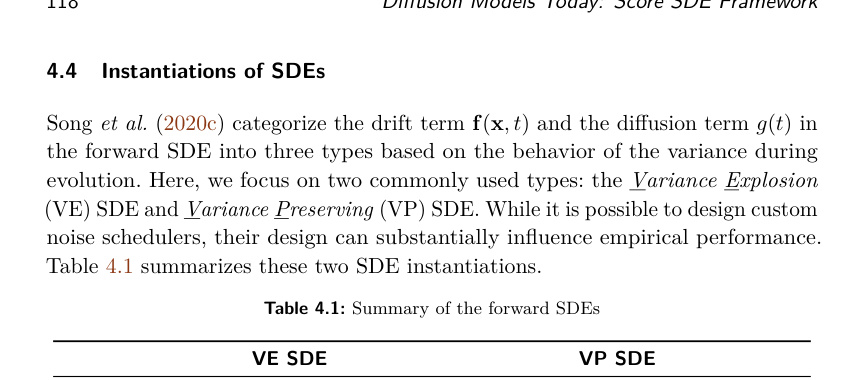 118 Diffusion Models Today: Score SDE Framework
4.4 Instantiations of SDEs
Song et al. (2020c) categorize the drift term f(x, t) and the diffusion term g(t) in
the forward SDE into three types based on the behavior of the variance during
evolution. Here, we focus on two commonly used types: the Variance Explosion
(VE) SDE and Variance Preserving (VP) SDE. While it is possible to design custom
noise schedulers, their design can substantially influence empirical performance.
Table 4.1 summarizes these two SDE instantiations.
Table 4.1: Summary of the forward SDEs
VE SDE VP SDE